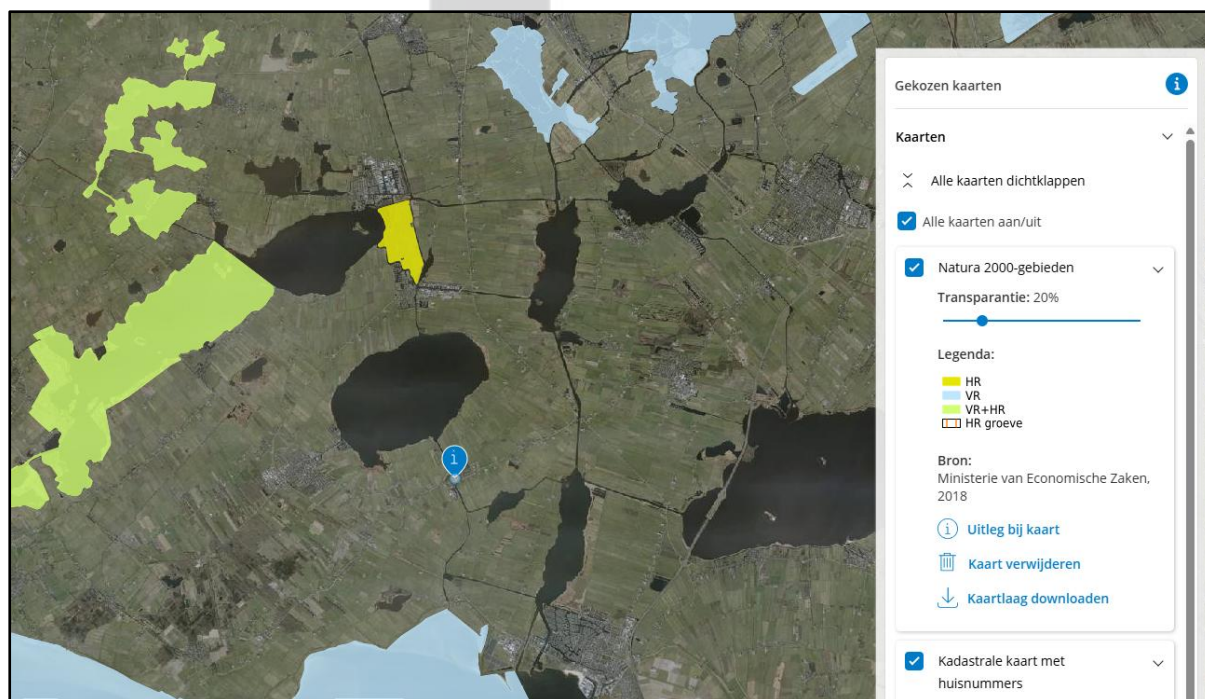 Gekozen kaarten
Kaarten
Alle kaarten dichtklappen
Alle kaarten aan/uit
Natura 2000-gebieden
Transparantie: 20%
Legenda:
HR
VR
VR+HR
HR groeve
Bron:
Ministerie van Economische Zaken,
2018
Uitleg bij kaart
Kaart verwijderen
Kaartlaag downloaden
Kadastrale kaart met
huisnummers